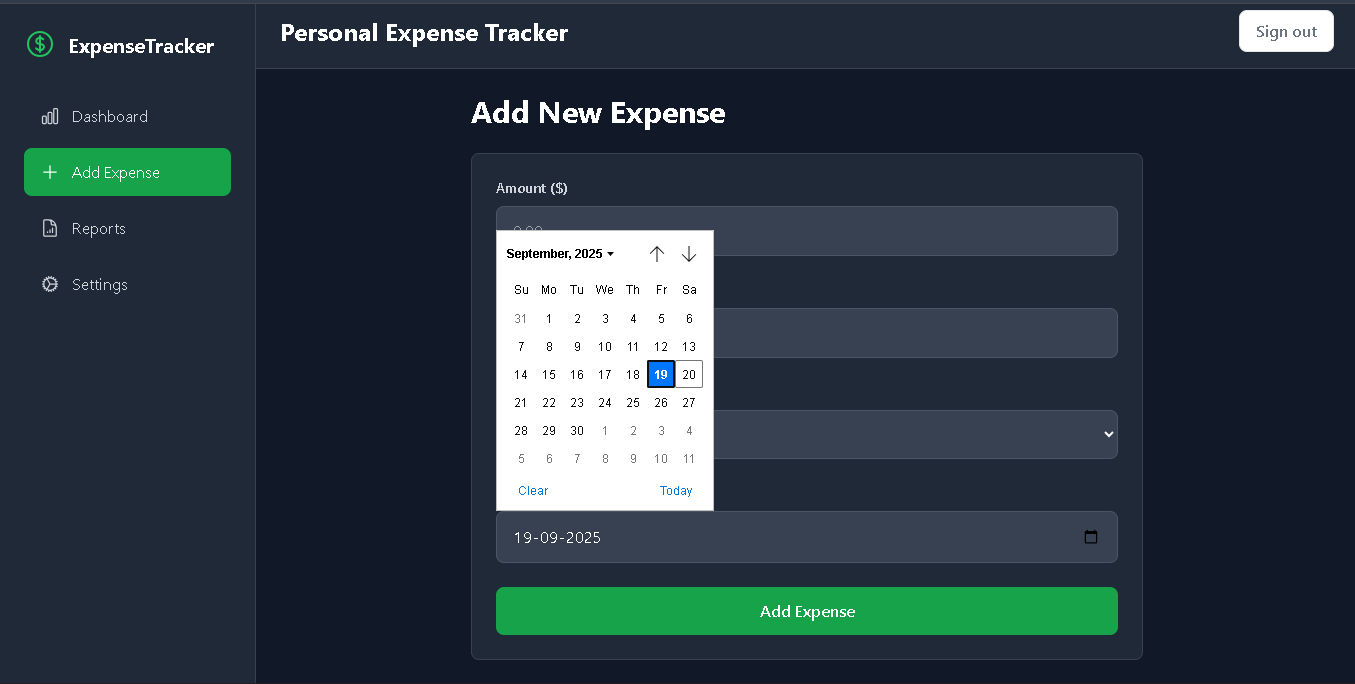 ExpenseTracker
Personal Expense Tracker
Sign out
Dashboard
Add Expense
Reports
Settings
Add New Expense
Amount ($)
September, 2025
Su Mo Tu We Th Fr Sa
31 1 2 3 4 5 6
7 8 9 10 11 12 13
14 15 16 17 18 19 20
21 22 23 24 25 26 27
28 29 30 1 2 3 4
5 6 7 8 9 10 11
Clear Today
19-09-2025
Add Expense